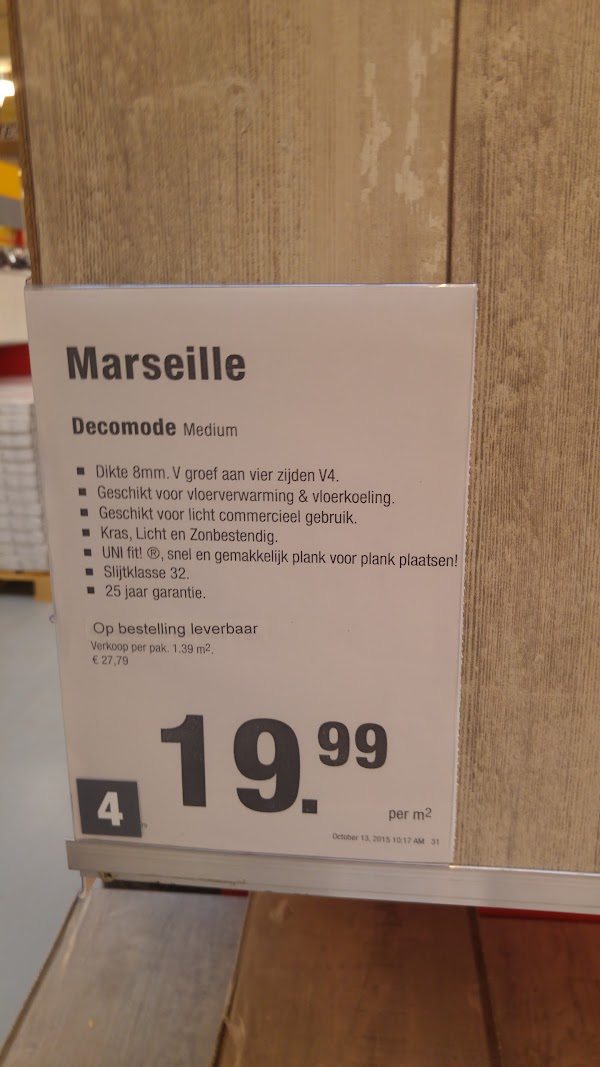 Marseille
Decomode Medium
Dikte 8mm. V groef aan vier zijden V4.
Geschikt voor vloerverwarming & vloerkoeling.
Geschikt voor licht commercieel gebruik.
Kras, Licht en Zonbestendig.
UNI fit! ®, snel en gemakkelijk plank voor plank plaatsen!
Slijtklasse 32.
25 jaar garantie.
Op bestelling leverbaar
Verkoop per pak. 1.39 m².
€ 27,79
19.99
per m²
4
October 13, 2015 10:17 AM 31